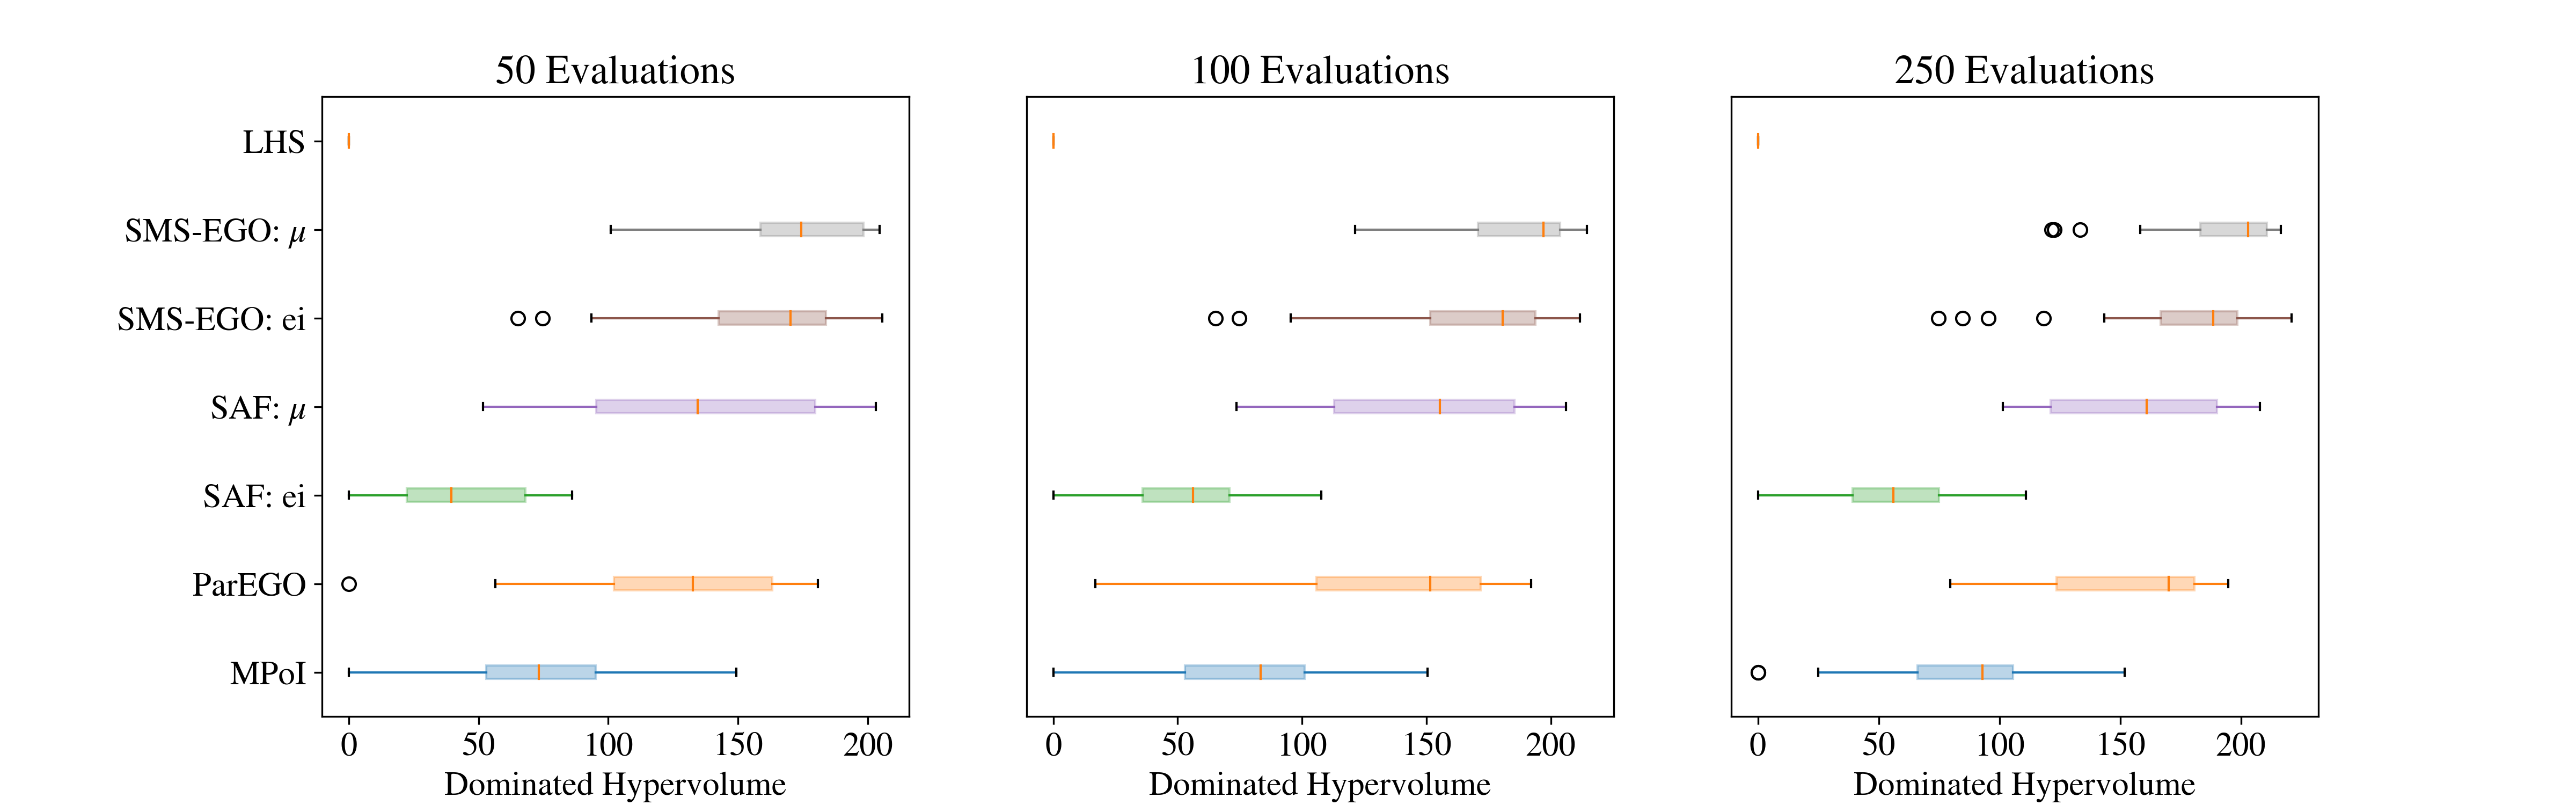 50 Evaluations
100 Evaluations
250 Evaluations
LHS
SMS-EGO: μ
SMS-EGO: ei
SAF: μ
SAF: ei
ParEGO
MPoI
0 50 100 150 200
0 50 100 150 200
0 50 100 150 200
Dominated Hypervolume
Dominated Hypervolume
Dominated Hypervolume